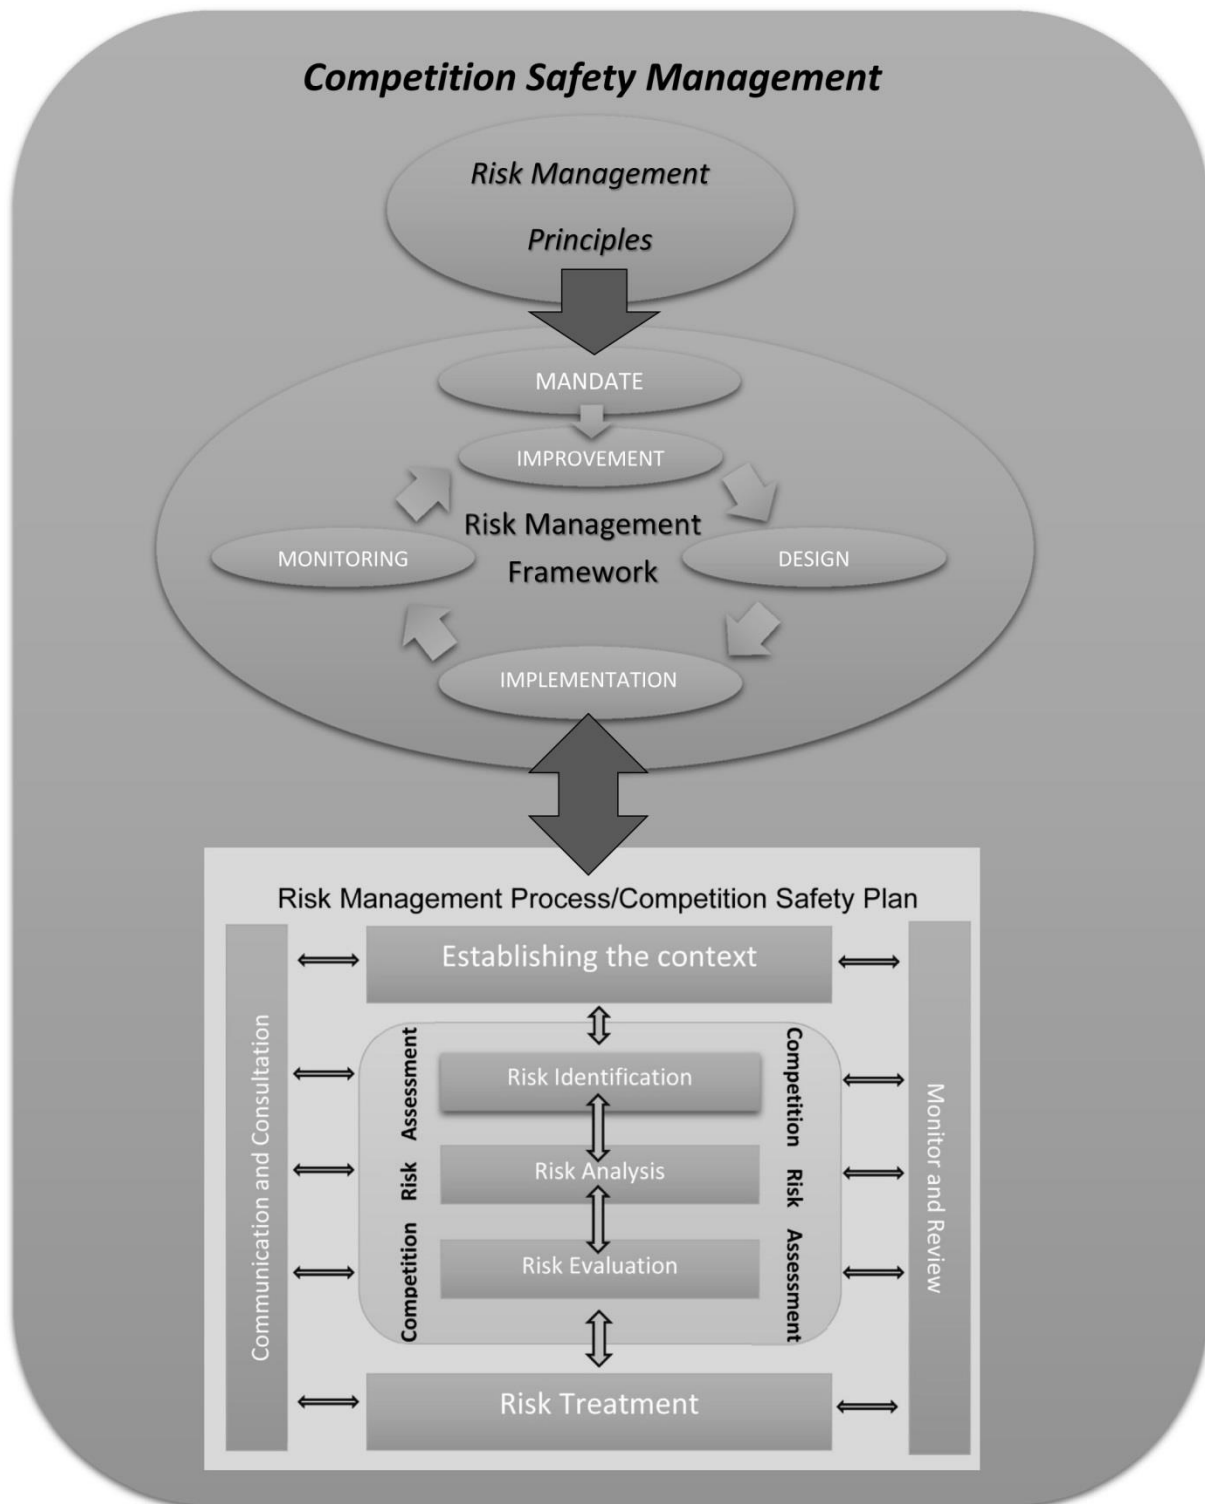 Competition Safety Management
Risk Management
Principles
MANDATE
IMPROVEMENT
Risk Management
Framework
MONITORING
DESIGN
IMPLEMENTATION
Risk Management Process/Competition Safety Plan
Communication and Consultation
Establishing the context
Competition Risk Assessment
Risk Identification
Risk Analysis
Risk Evaluation
Competition Risk Assessment
Risk Treatment
Monitor and Review